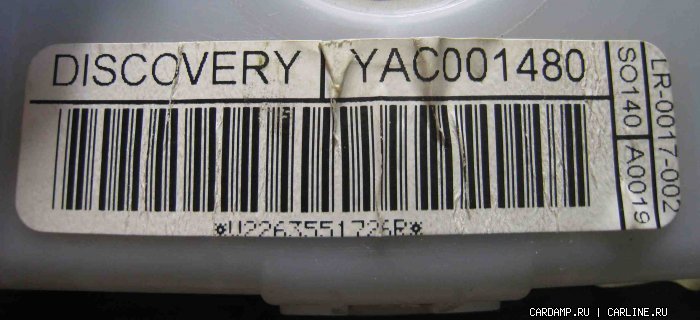 DISCOVERY YAC001480
*U2263551726R*
SO140 A0019
LR-0017-002
CARDAMP.RU | CARLINE.RU